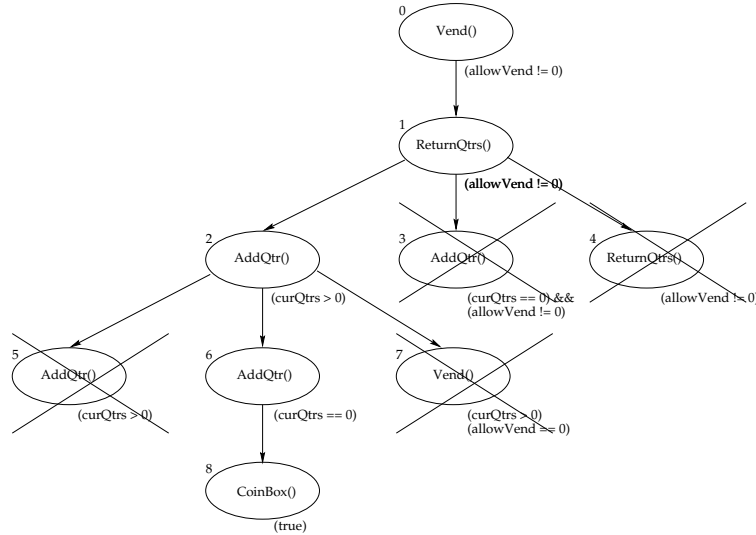 0
Vend()
(allowVend != 0)
1
ReturnQtrs()
(allowVend != 0)
2
AddQtr()
(curQtrs > 0)
3
AddQtr()
(curQtrs == 0) &&
(allowVend != 0)
4
ReturnQtrs()
(allowVend != 0)
5
AddQtr()
(curQtrs > 0)
6
AddQtr()
(curQtrs == 0)
7
Vend()
(curQtrs > 0)
(allowVend == 0)
8
CoinBox()
(true)